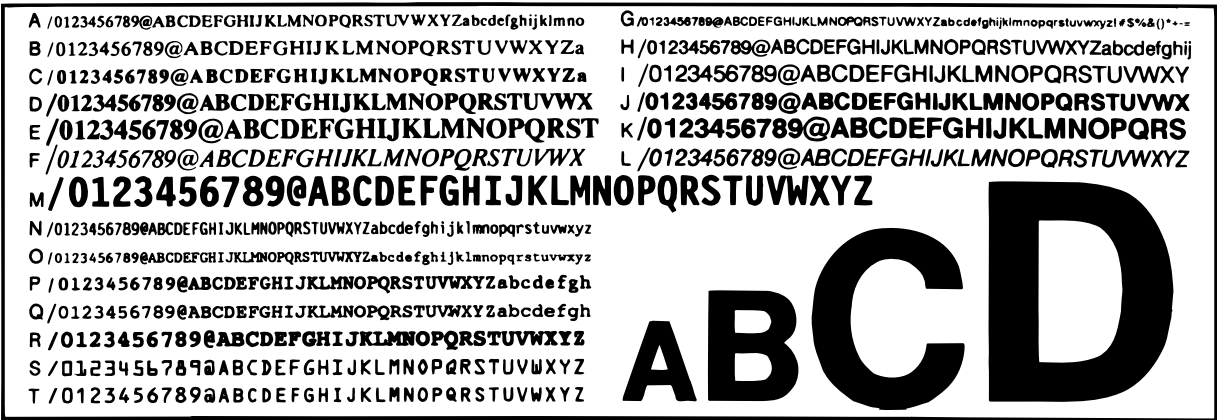 A /0123456789@ABCDEFGHIJKLMNOPQRSTUVWXYZabcdefghijklmno
B /0123456789@ABCDEFGHIJKLMNOPQRSTUVWXYZa
C /0123456789@ABCDEFGHIJKLMNOPQRSTUVWXYZa
D /0123456789@ABCDEFGHIJKLMNOPQRSTUVWX
E /0123456789@ABCDEFGHIJKLMNOPQRST
F /0123456789@ABCDEFGHIJKLMNOPQRSTUVWX
G /0123456789@ABCDEFGHIJKLMNOPQRSTUVWXYZabcdefghijklmnopqrstuvwxyz!#$%&()*+-=
H /0123456789@ABCDEFGHIJKLMNOPQRSTUVWXYZabcdefghij
I /0123456789@ABCDEFGHIJKLMNOPQRSTUVWXY
J /0123456789@ABCDEFGHIJKLMNOPQRSTUVWX
K /0123456789@ABCDEFGHIJKLMNOPQRS
L /0123456789@ABCDEFGHIJKLMNOPQRSTUVWXYZ
M /0123456789@ABCDEFGHIJKLMNOPQRSTUVWXYZ
N /0123456789@ABCDEFGHIJKLMNOPQRSTUVWXYZabcdefghijklmnopqrstuvwxyz
O /0123456789@ABCDEFGHIJKLMNOPQRSTUVWXYZabcdefghijklmnopqrstuvwxyz
P /0123456789@ABCDEFGHIJKLMNOPQRSTUVWXYZabcdefgh
Q /0123456789@ABCDEFGHIJKLMNOPQRSTUVWXYZabcdefgh
R /0123456789@ABCDEFGHIJKLMNOPQRSTUVWXYZ
S /0123456789@ABCDEFGHIJKLMNOPQRSTUVWXYZ
T /0123456789@ABCDEFGHIJKLMNOPQRSTUVWXYZ
ABCD